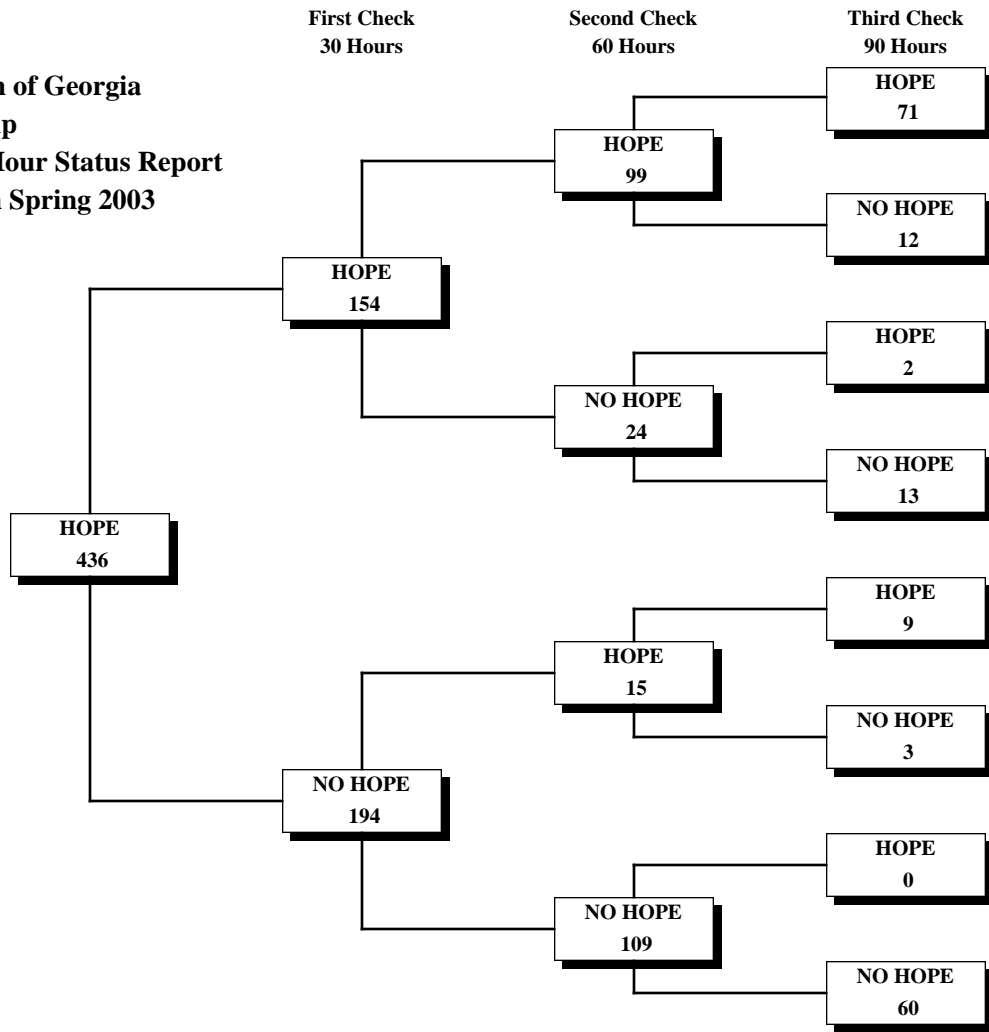 First Check
30 Hours
Second Check
60 Hours
Third Check
90 Hours
of Georgia
Hour Status Report
Spring 2003
HOPE
436
HOPE
154
NO HOPE
194
HOPE
99
NO HOPE
24
HOPE
15
NO HOPE
109
HOPE
71
NO HOPE
12
HOPE
2
NO HOPE
13
HOPE
9
NO HOPE
3
HOPE
0
NO HOPE
60